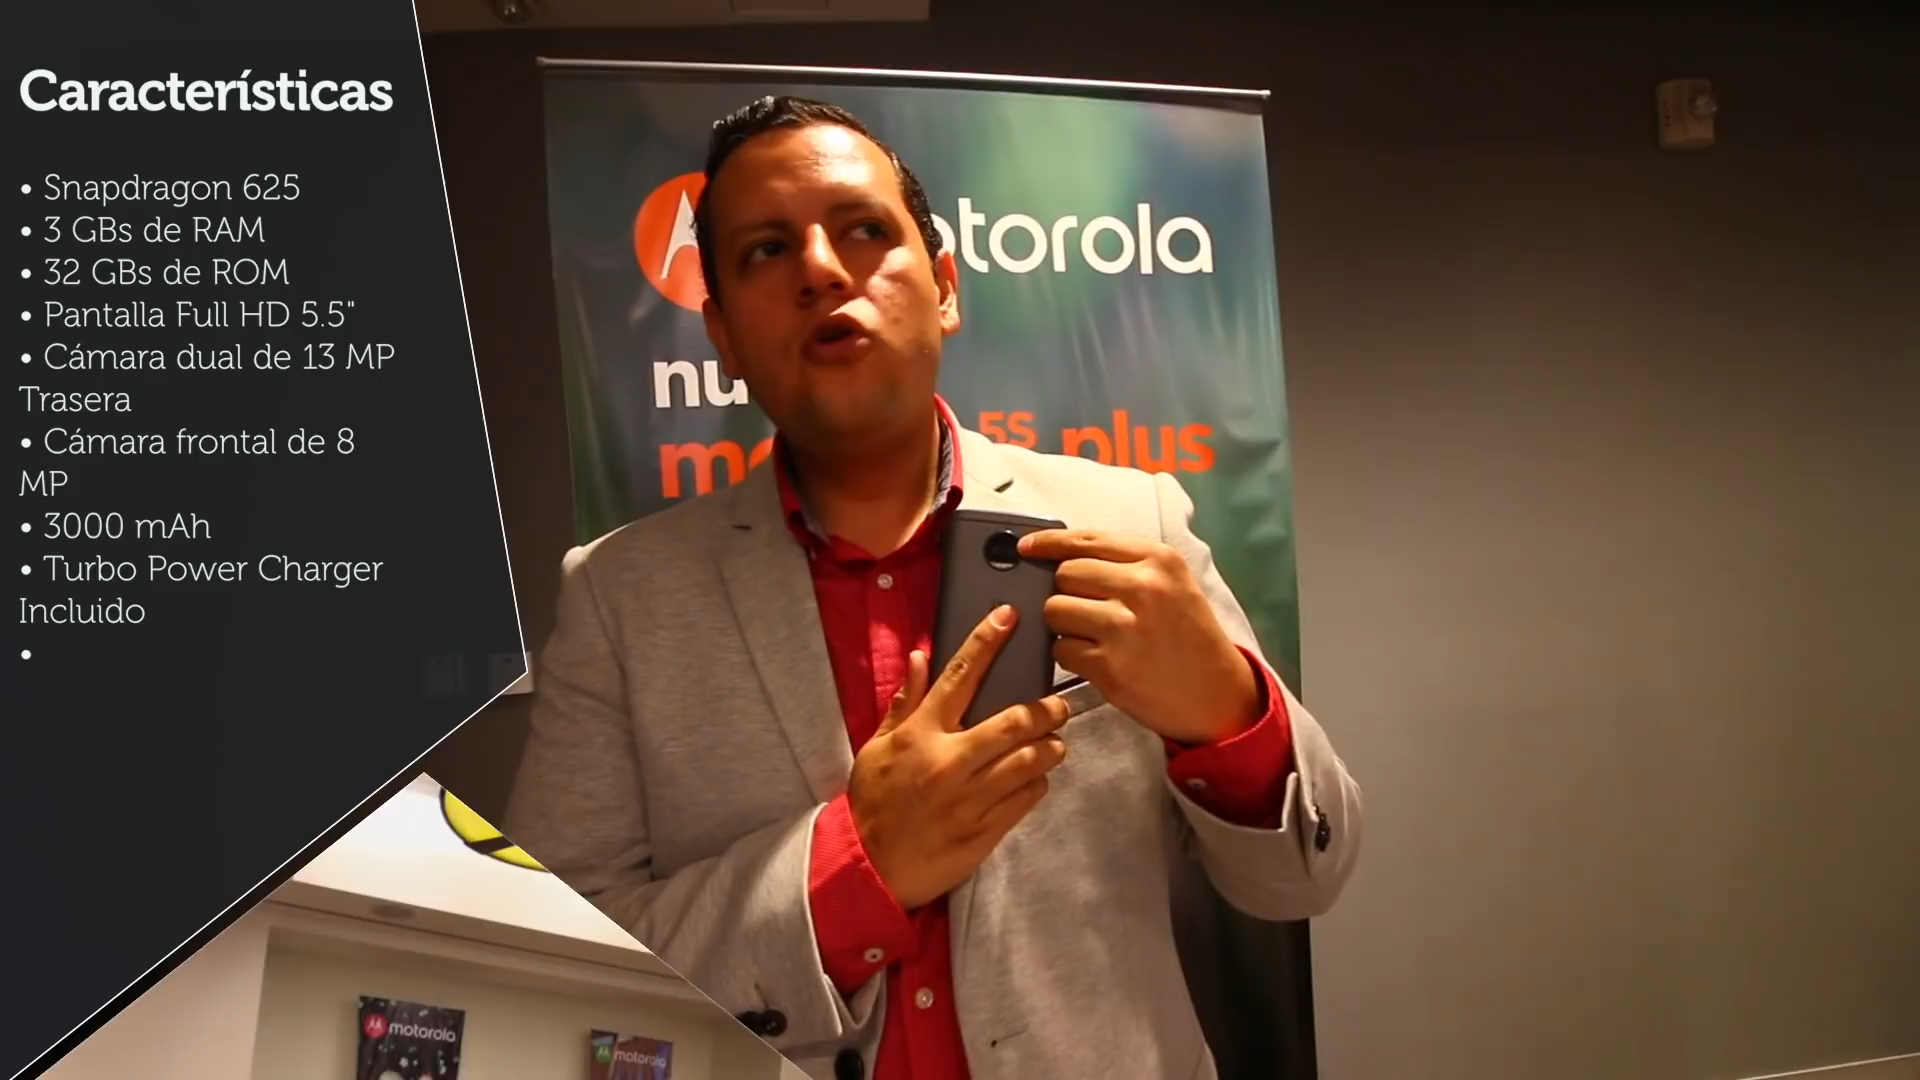 Características
• Snapdragon 625
• 3 GBs de RAM
• 32 GBs de ROM
• Pantalla Full HD 5.5"
• Cámara dual de 13 MP
Trasera
• Cámara frontal de 8
MP
• 3000 mAh
• Turbo Power Charger
Incluido
•
5S plus
motorola
motorola